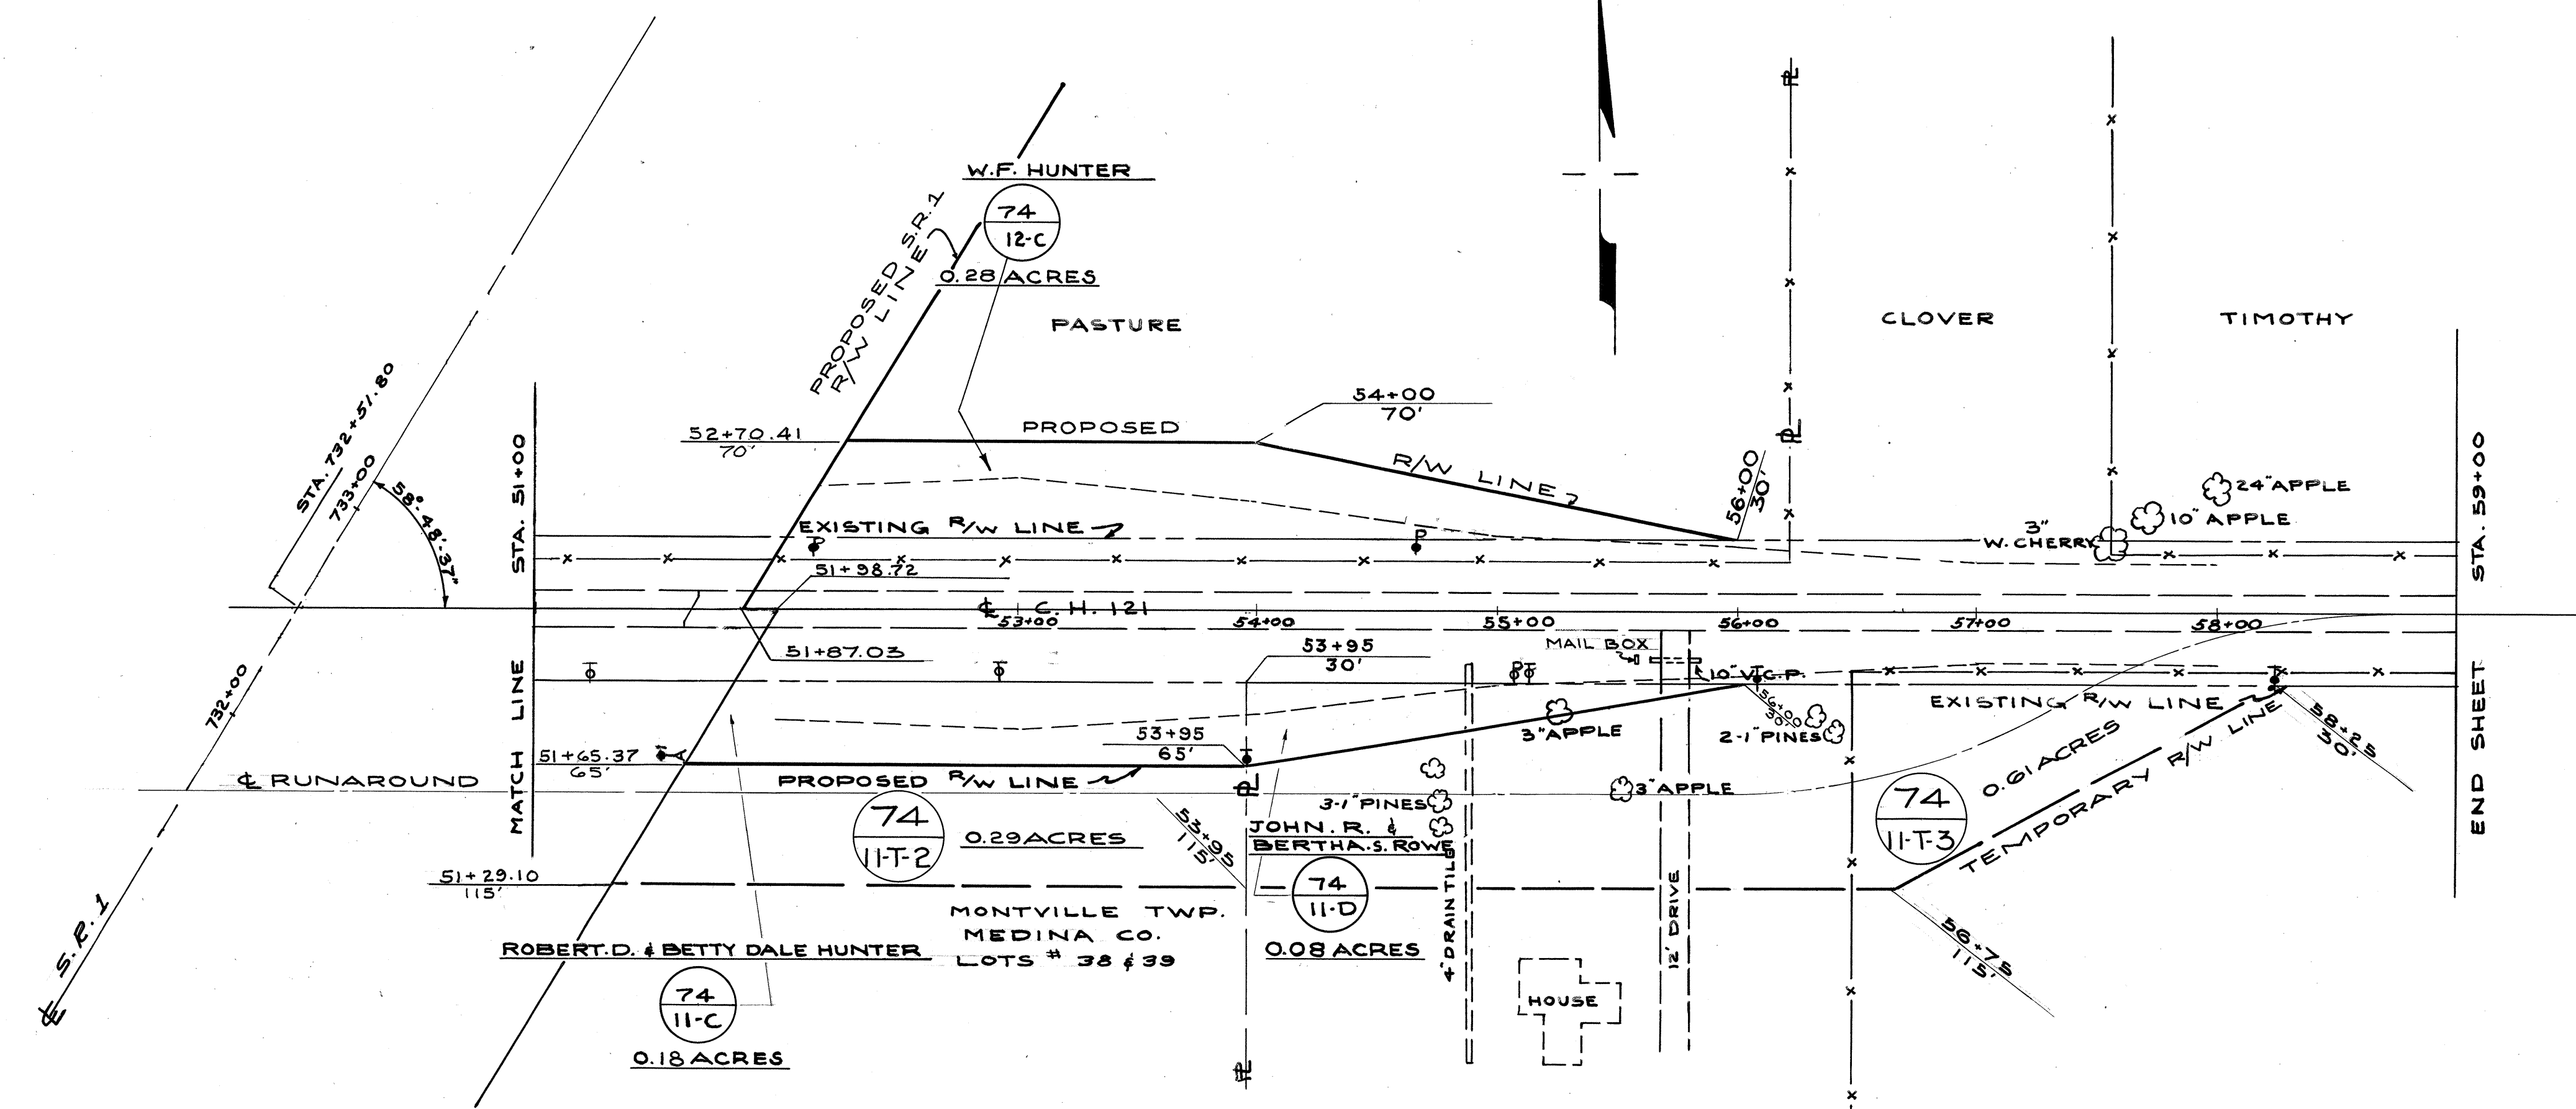 W.F. HUNTER
74
12-C
0.28 ACRES
PROPOSED S.R. 1
R/W LINE
PASTURE
CLOVER
TIMOTHY
STA. 732+51.80
733+00
58°-48'-37"
732+00
℄ S.R. 1
STA. 51+00
MATCH LINE
52+70.41
70'
PROPOSED
54+00
70'
R/W LINE
56+00
30'
PL
PL
24" APPLE
10" APPLE
3"
W. CHERRY
STA. 59+00
END SHEET
EXISTING R/W LINE
P
P
51+98.72
℄ C.H. 121
53+00
54+00
55+00
56+00
57+00
58+00
51+87.03
53+95
30'
MAIL BOX
10" V.C.P.
T
T
P T
T
T
56+00
30'
2-1" PINES
EXISTING R/W LINE
58+25
30'
53+95
65'
T
3" APPLE
51+65.37
65'
T
A
PROPOSED R/W LINE
PL
℄ RUNAROUND
3" APPLE
3-1" PINES
74
11-T-2
0.29 ACRES
53+95
115'
JOHN. R. &
BERTHA.S. ROWE
74
11-D
0.08 ACRES
74
11-T-3
0.61 ACRES
TEMPORARY R/W LINE
51+29.10
115'
56+75
115'
MONTVILLE TWP.
MEDINA CO.
LOTS # 38 & 39
ROBERT.D. & BETTY DALE HUNTER
74
11-C
0.18 ACRES
4" DRAIN TILE
12' DRIVE
HOUSE
PL